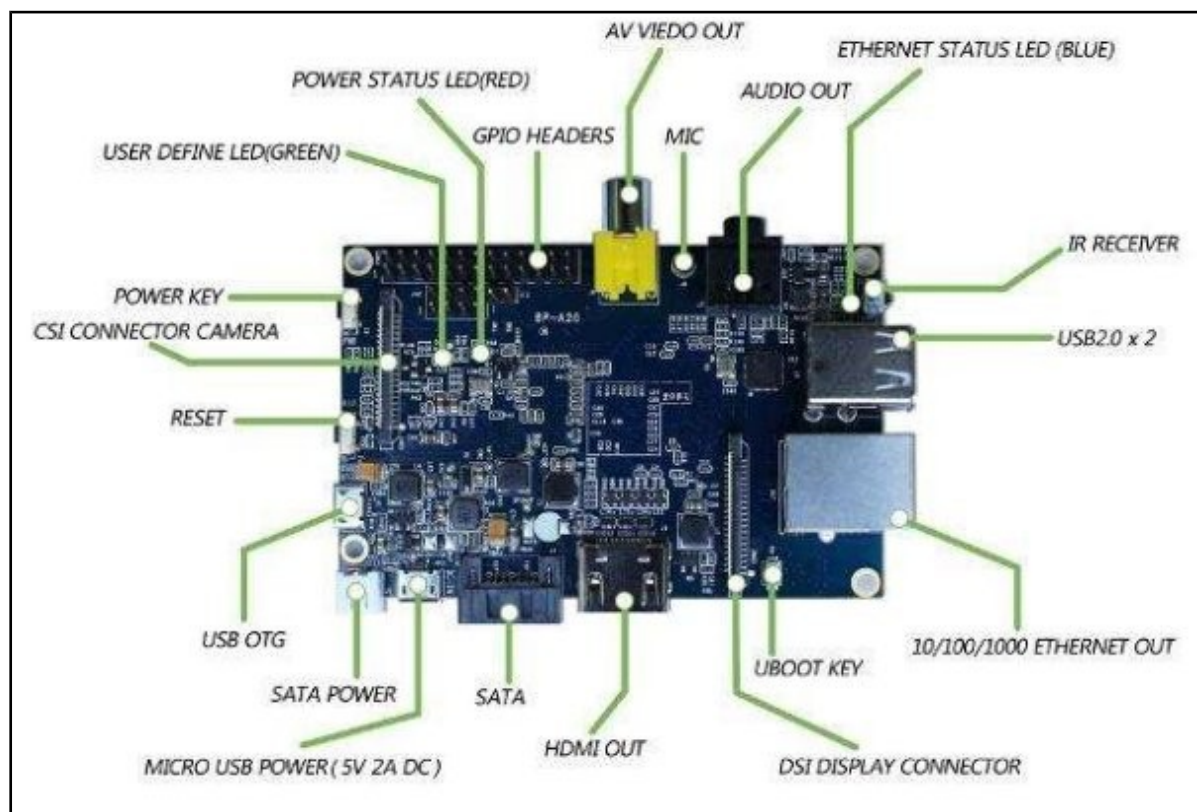 AV VIEDO OUT
ETHERNET STATUS LED (BLUE)
POWER STATUS LED(RED)
AUDIO OUT
GPIO HEADERS
MIC
USER DEFINE LED(GREEN)
IR RECEIVER
POWER KEY
CSI CONNECTOR CAMERA
BP-A20
USB2.0 x 2
RESET
USB OTG
10/100/1000 ETHERNET OUT
UBOOT KEY
SATA POWER
SATA
HDMI OUT
MICRO USB POWER ( 5V 2A DC )
DSI DISPLAY CONNECTOR